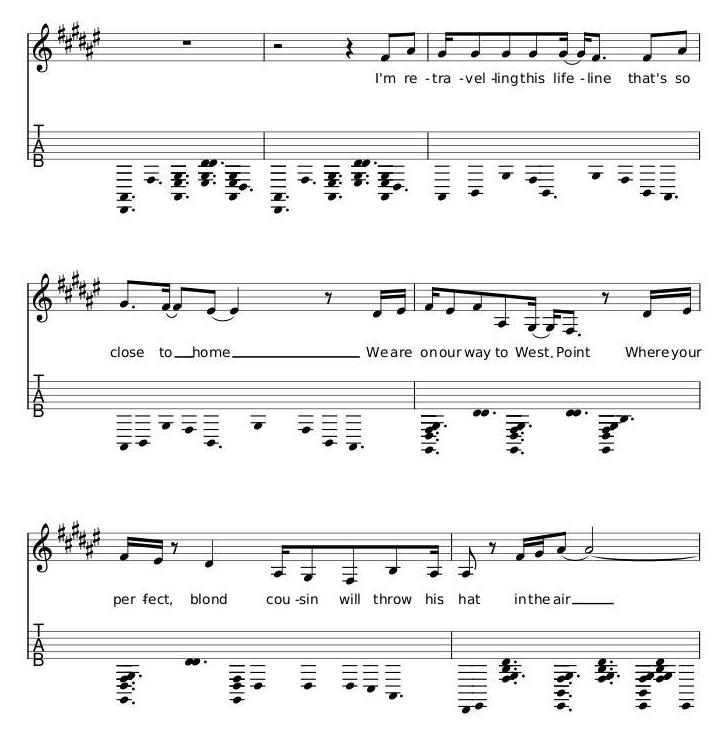 I'm re - tra - vel - ling this life - line that's so
TAB
close to home We are on our way to West. Point Where your
per - fect, blond cou - sin will throw his hat in the air